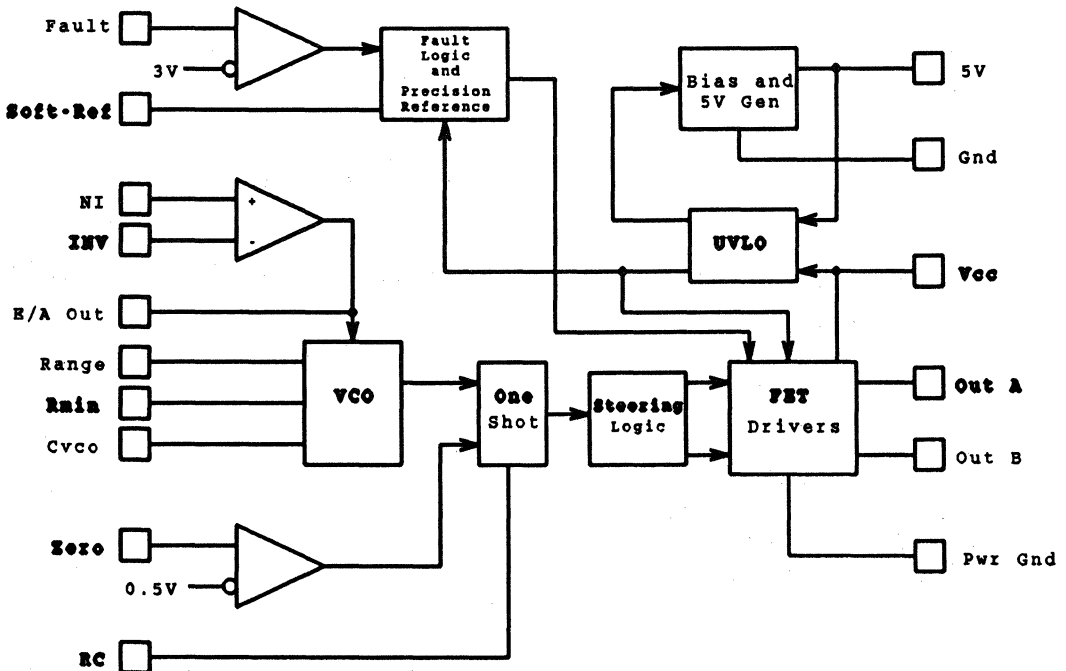 Fault
3V
Soft-Ref
Fault
Logic
and
Precision
Reference
Bias and
5V Gen
5V
Gnd
NI
+
INV
-
UVLO
Vcc
E/A Out
Range
Rmin
Cvco
VCO
One
Shot
Steering
Logic
FET
Drivers
Out A
Out B
Zero
0.5V
Pwr Gnd
RC